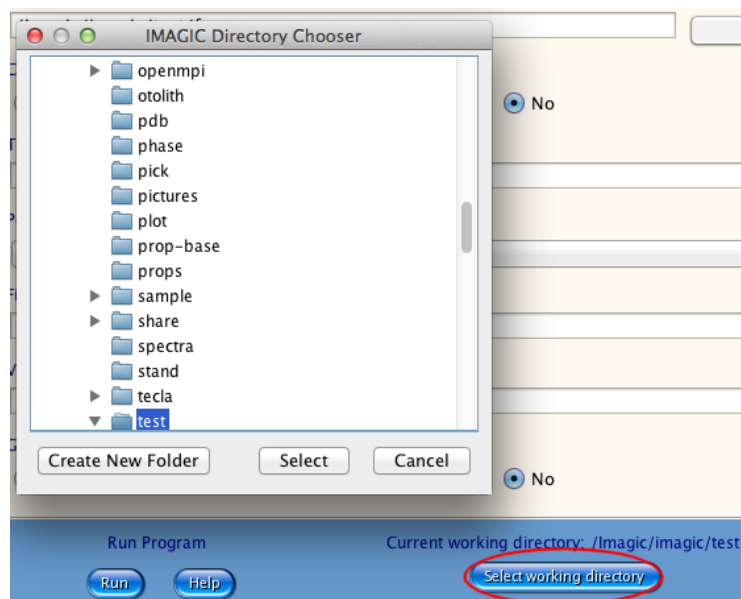 IMAGIC Directory Chooser
openmpi
otolith
pdb
phase
pick
pictures
plot
prop-base
props
sample
share
spectra
stand
tecla
test
Create New Folder
Select
Cancel
No
No
Run Program
Current working directory: /Imagic/imagic/test
Run
Help
Select working directory